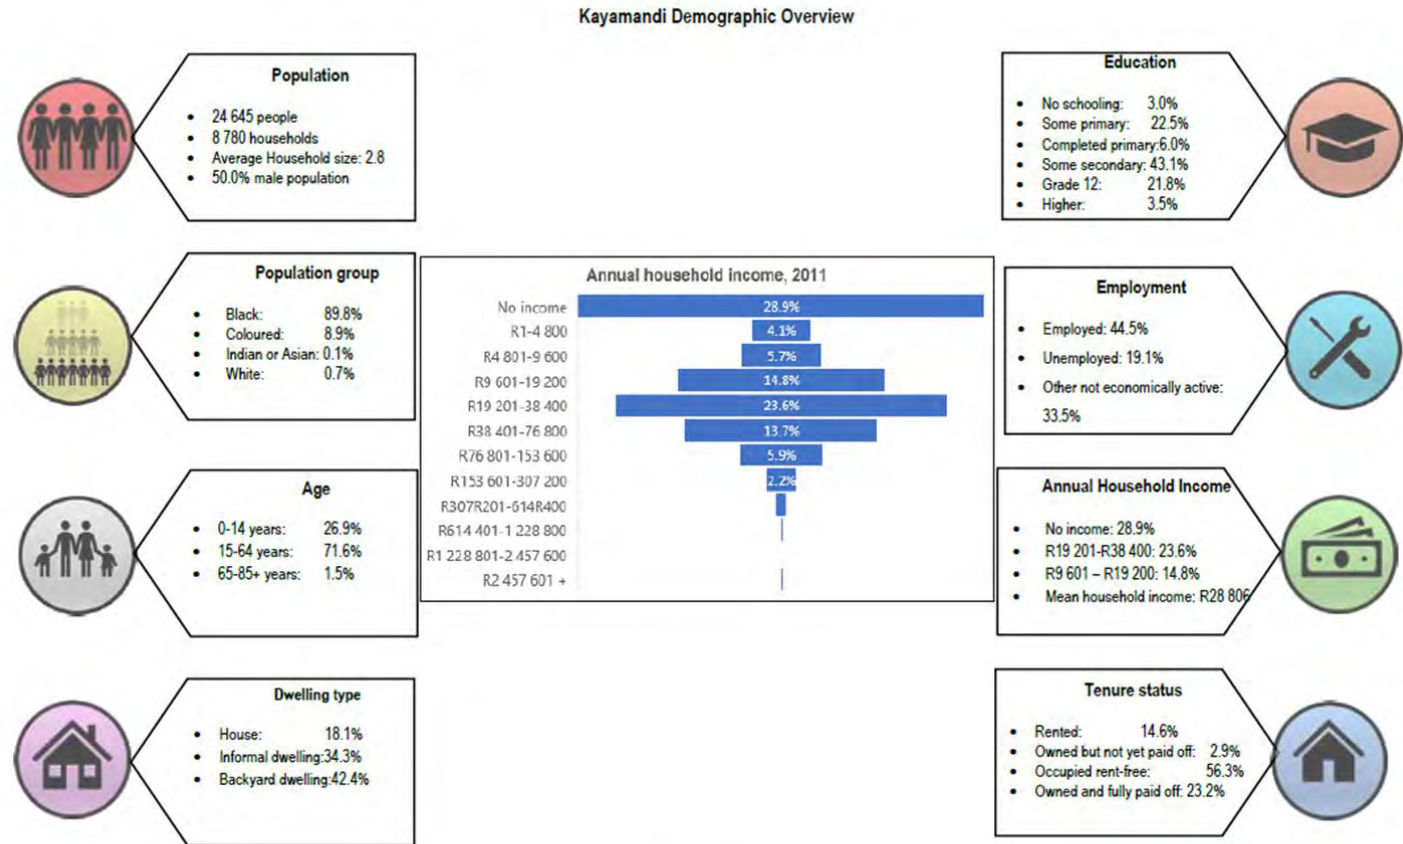 Kayamandi Demographic Overview
Population
• 24 645 people
• 8 780 households
• Average Household size: 2.8
• 50.0% male population
Population group
• Black: 89.8%
• Coloured: 8.9%
• Indian or Asian: 0.1%
• White: 0.7%
Age
• 0-14 years: 26.9%
• 15-64 years: 71.6%
• 65-85+ years: 1.5%
Dwelling type
• House: 18.1%
• Informal dwelling:34.3%
• Backyard dwelling:42.4%
Annual household income, 2011
No income 28.9%
R1-4 800 4.1%
R4 801-9 600 5.7%
R9 601-19 200 14.8%
R19 201-38 400 23.6%
R38 401-76 800 13.7%
R76 801-153 600 5.9%
R153 601-307 200 2.2%
R307R201-614R400
R614 401-1 228 800
R1 228 801-2 457 600
R2 457 601 +
Education
• No schooling: 3.0%
• Some primary: 22.5%
• Completed primary:6.0%
• Some secondary: 43.1%
• Grade 12: 21.8%
• Higher: 3.5%
Employment
• Employed: 44.5%
• Unemployed: 19.1%
• Other not economically active:
33.5%
Annual Household Income
• No income: 28.9%
• R19 201-R38 400: 23.6%
• R9 601 – R19 200: 14.8%
• Mean household income: R28 806
Tenure status
• Rented: 14.6%
• Owned but not yet paid off: 2.9%
• Occupied rent-free: 56.3%
• Owned and fully paid off: 23.2%